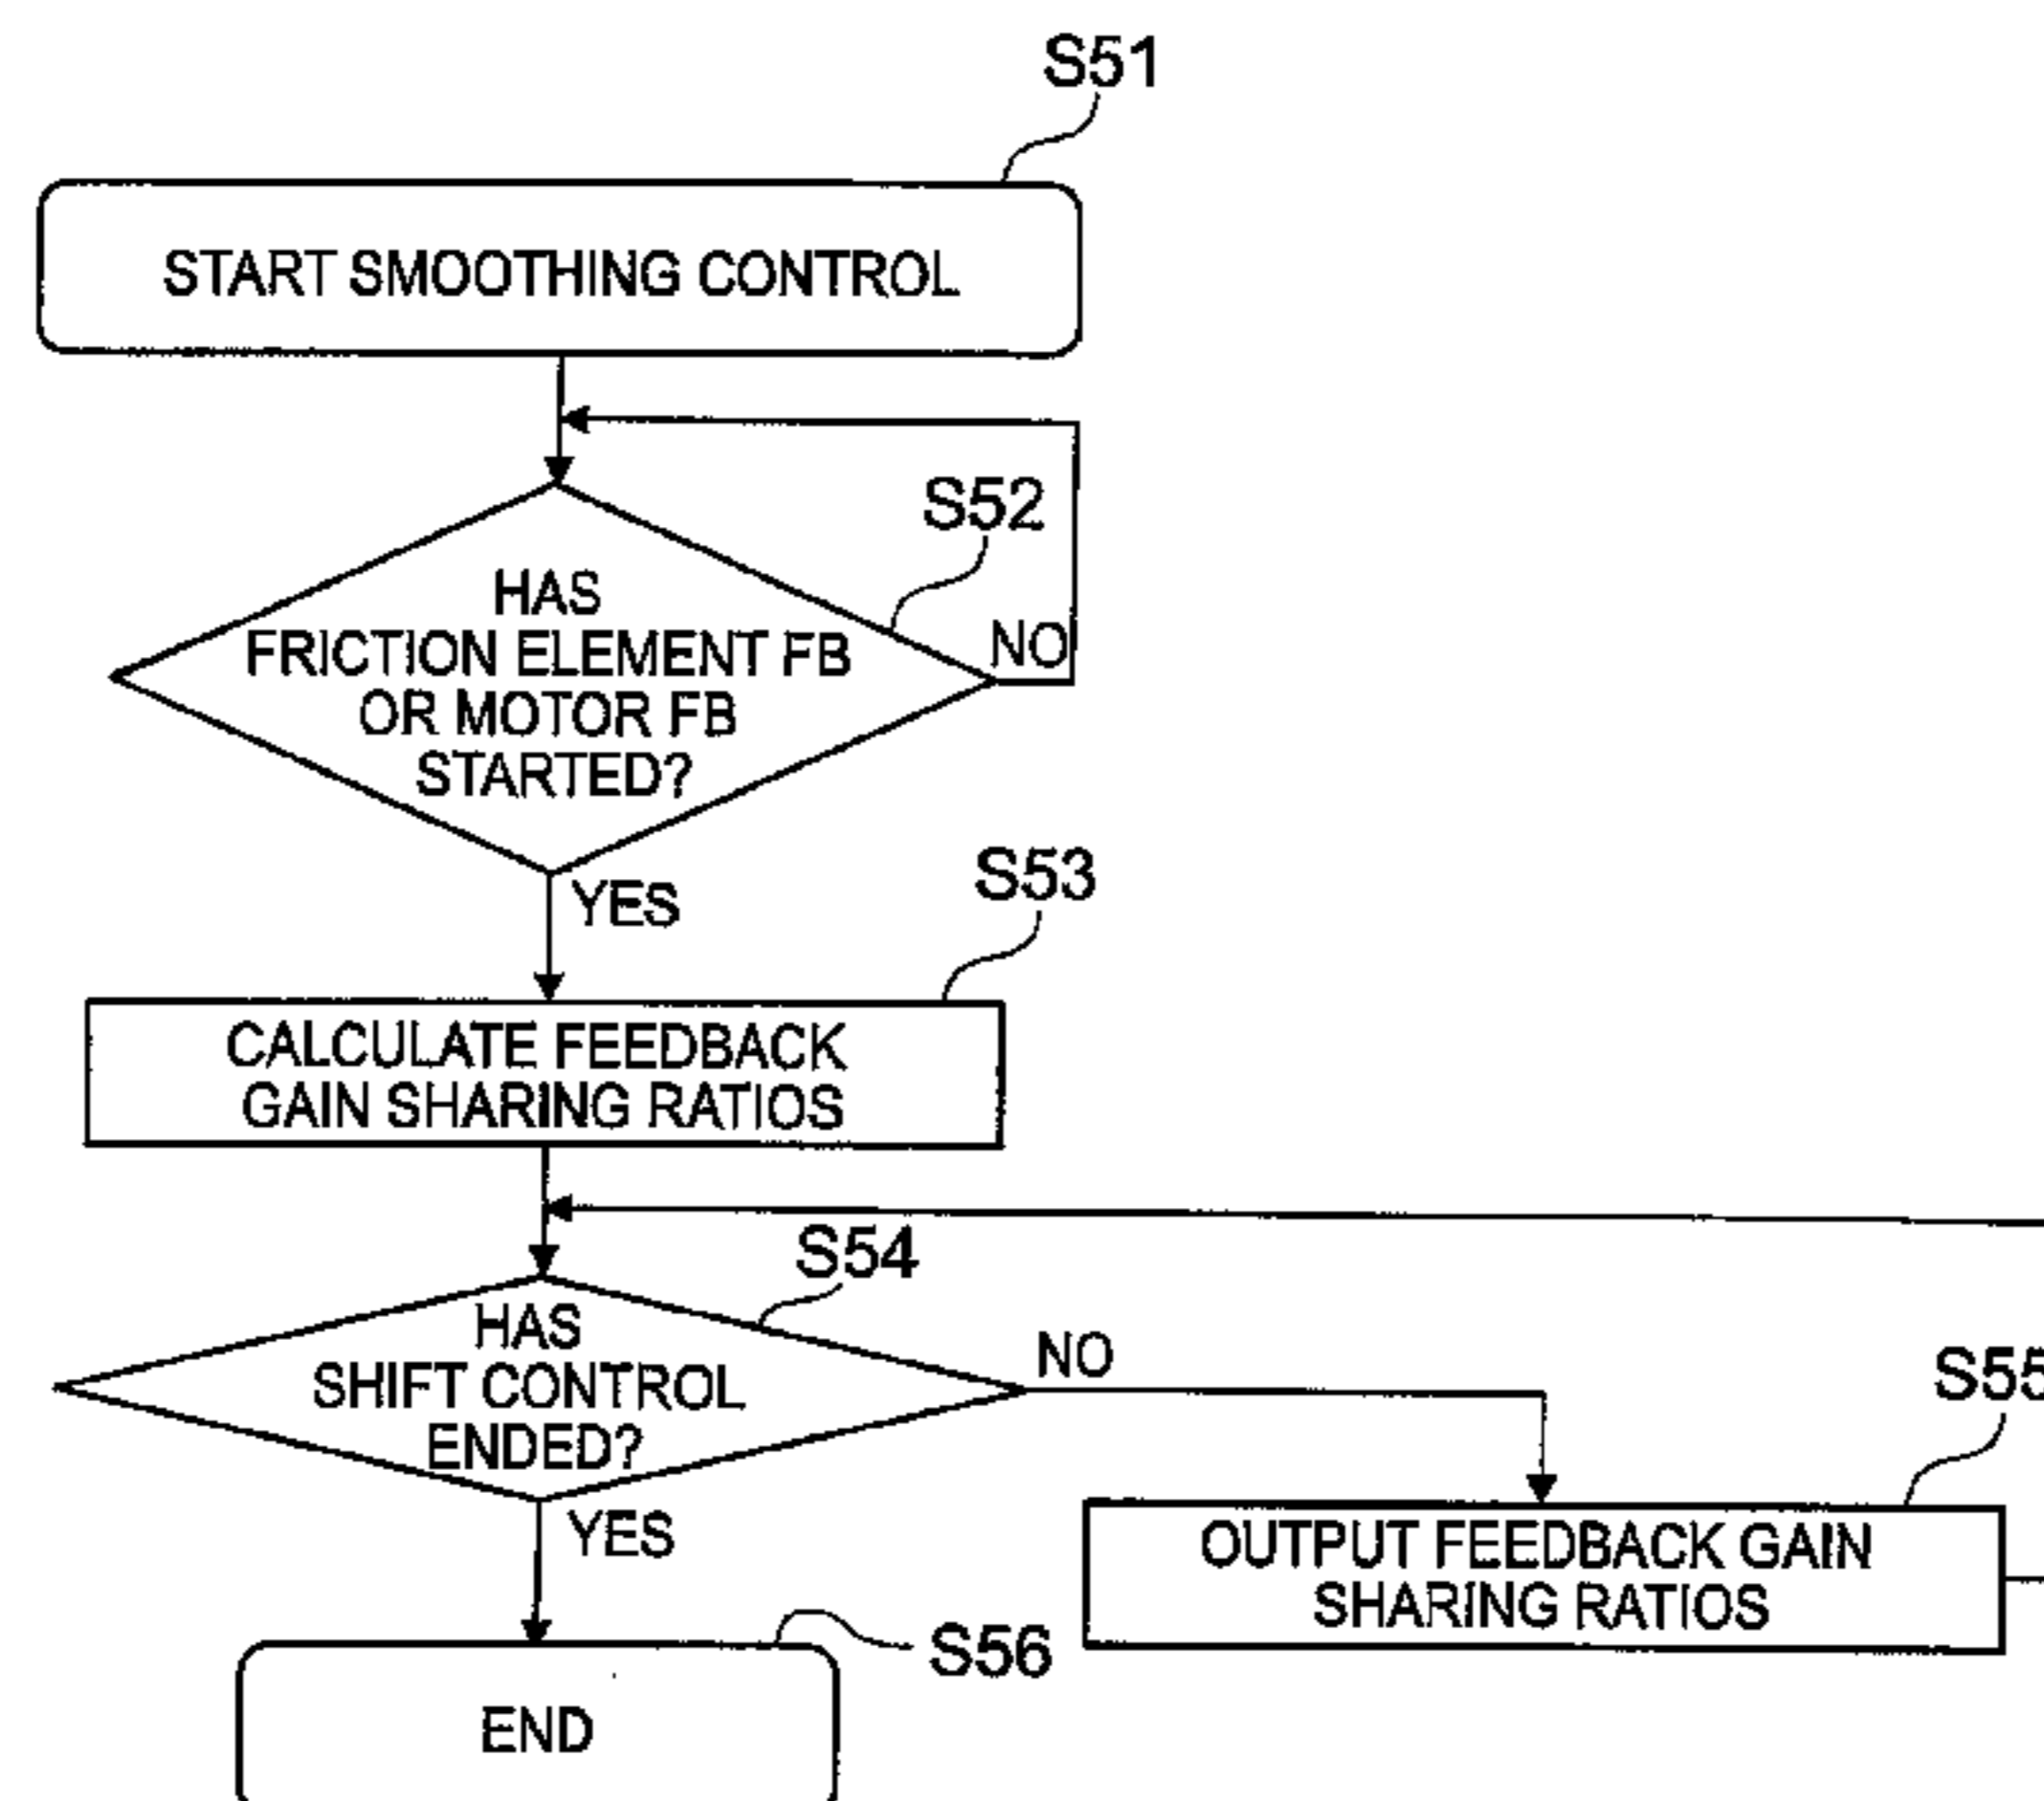 S51
START SMOOTHING CONTROL
S52
HAS
FRICTION ELEMENT FB
OR MOTOR FB
STARTED?
NO
YES
S53
CALCULATE FEEDBACK
GAIN SHARING RATIOS
S54
HAS
SHIFT CONTROL
ENDED?
NO
YES
S55
OUTPUT FEEDBACK GAIN
SHARING RATIOS
S56
END